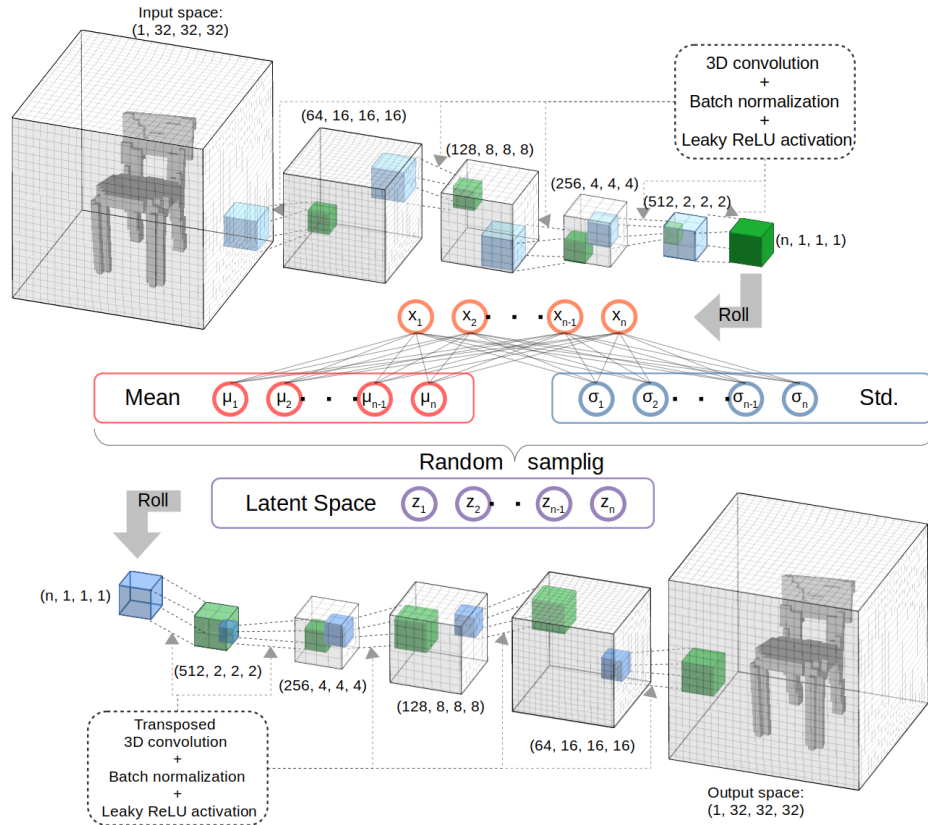 Input space:
(1, 32, 32, 32)
(64, 16, 16, 16)
(128, 8, 8, 8)
(256, 4, 4, 4)
(512, 2, 2, 2)
(n, 1, 1, 1)
3D convolution
+
Batch normalization
+
Leaky ReLU activation
Roll
x1 x2 · · · xn-1 xn
Mean μ1 μ2 · · · μn-1 μn
σ1 σ2 · · · σn-1 σn Std.
Random samplig
Roll
Latent Space z1 z2 · · zn-1 zn
(n, 1, 1, 1)
(512, 2, 2, 2)
(256, 4, 4, 4)
(128, 8, 8, 8)
(64, 16, 16, 16)
Transposed
3D convolution
+
Batch normalization
+
Leaky ReLU activation
Output space:
(1, 32, 32, 32)